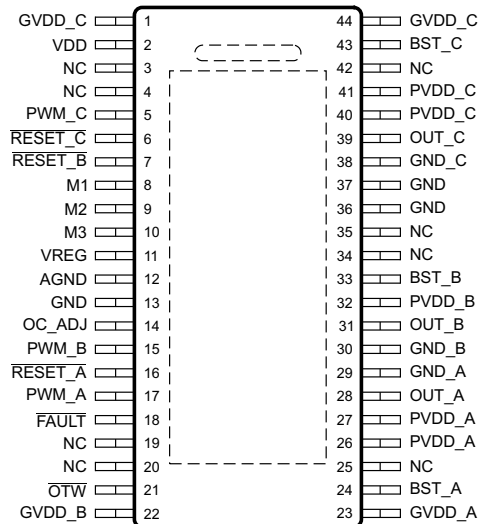 GVDD_C 1 44 GVDD_C
VDD 2 43 BST_C
NC 3 42 NC
NC 4 41 PVDD_C
PWM_C 5 40 PVDD_C
RESET_C 6 39 OUT_C
RESET_B 7 38 GND_C
M1 8 37 GND
M2 9 36 GND
M3 10 35 NC
VREG 11 34 NC
AGND 12 33 BST_B
GND 13 32 PVDD_B
OC_ADJ 14 31 OUT_B
PWM_B 15 30 GND_B
RESET_A 16 29 GND_A
PWM_A 17 28 OUT_A
FAULT 18 27 PVDD_A
NC 19 26 PVDD_A
NC 20 25 NC
OTW 21 24 BST_A
GVDD_B 22 23 GVDD_A